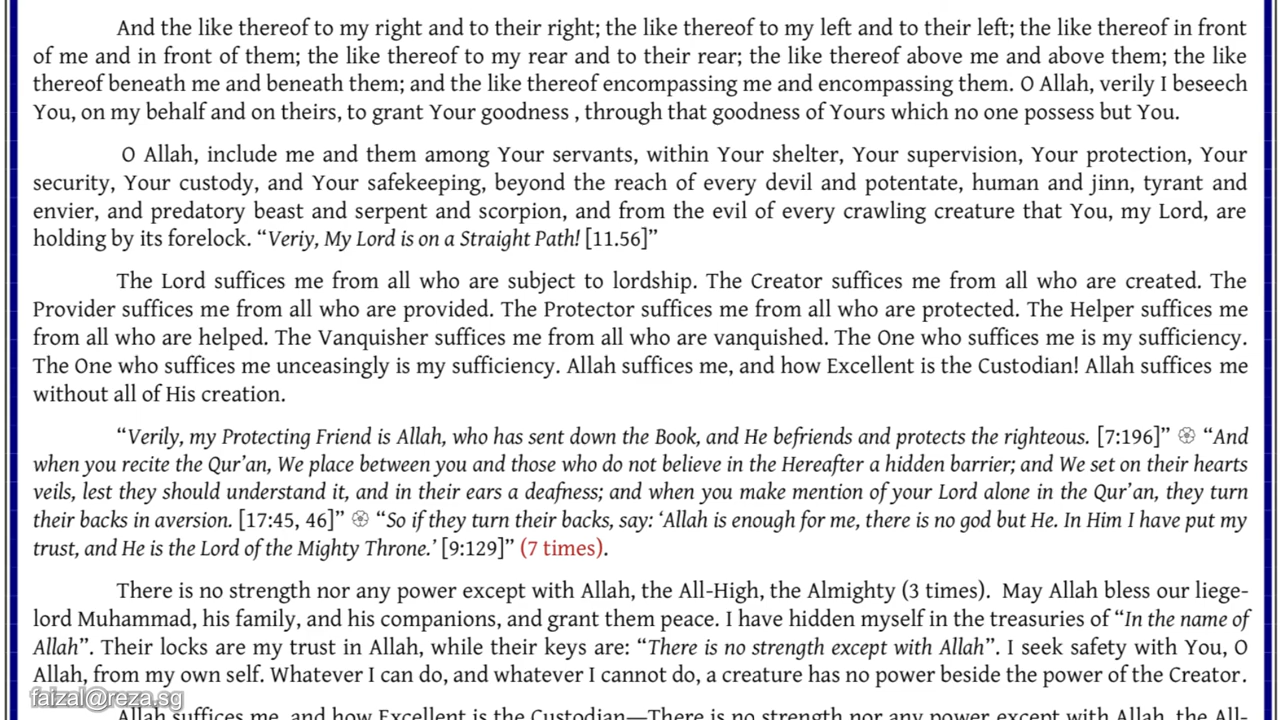 And the like thereof to my right and to their right; the like thereof to my left and to their left; the like thereof in front
of me and in front of them; the like thereof to my rear and to their rear; the like thereof above me and above them; the like
thereof beneath me and beneath them; and the like thereof encompassing me and encompassing them. O Allah, verily I beseech
You, on my behalf and on theirs, to grant Your goodness , through that goodness of Yours which no one possess but You.
O Allah, include me and them among Your servants, within Your shelter, Your supervision, Your protection, Your
security, Your custody, and Your safekeeping, beyond the reach of every devil and potentate, human and jinn, tyrant and
envier, and predatory beast and serpent and scorpion, and from the evil of every crawling creature that You, my Lord, are
holding by its forelock. “Veriy, My Lord is on a Straight Path! [11.56]”
The Lord suffices me from all who are subject to lordship. The Creator suffices me from all who are created. The
Provider suffices me from all who are provided. The Protector suffices me from all who are protected. The Helper suffices me
from all who are helped. The Vanquisher suffices me from all who are vanquished. The One who suffices me is my sufficiency.
The One who suffices me unceasingly is my sufficiency. Allah suffices me, and how Excellent is the Custodian! Allah suffices me
without all of His creation.
“Verily, my Protecting Friend is Allah, who has sent down the Book, and He befriends and protects the righteous. [7:196]” ֎ “And
when you recite the Qur’an, We place between you and those who do not believe in the Hereafter a hidden barrier; and We set on their hearts
veils, lest they should understand it, and in their ears a deafness; and when you make mention of your Lord alone in the Qur’an, they turn
their backs in aversion. [17:45, 46]” ֎ “So if they turn their backs, say: ‘Allah is enough for me, there is no god but He. In Him I have put my
trust, and He is the Lord of the Mighty Throne.’ [9:129]” (7 times).
There is no strength nor any power except with Allah, the All-High, the Almighty (3 times). May Allah bless our liege-
lord Muhammad, his family, and his companions, and grant them peace. I have hidden myself in the treasuries of “In the name of
Allah”. Their locks are my trust in Allah, while their keys are: “There is no strength except with Allah”. I seek safety with You, O
Allah, from my own self. Whatever I can do, and whatever I cannot do, a creature has no power beside the power of the Creator.
faizal@reza.sg
Allah suffices me, and how Excellent is the Custodian—There is no strength nor any power except with Allah, the All-